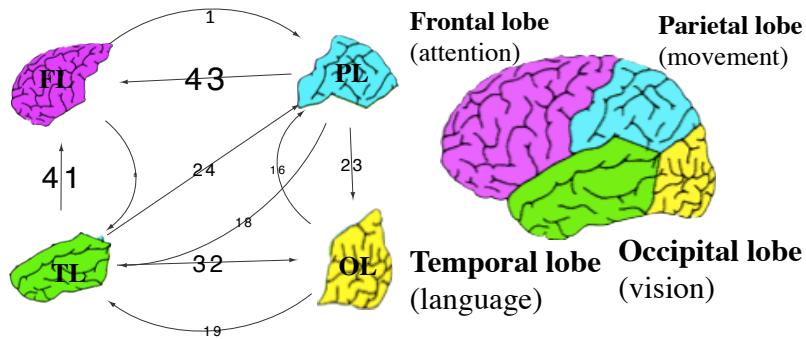 1
FL
43
PL
41
24
16
23
18
TL
32
OL
19
Frontal lobe
(attention)
Parietal lobe
(movement)
Temporal lobe
(language)
Occipital lobe
(vision)